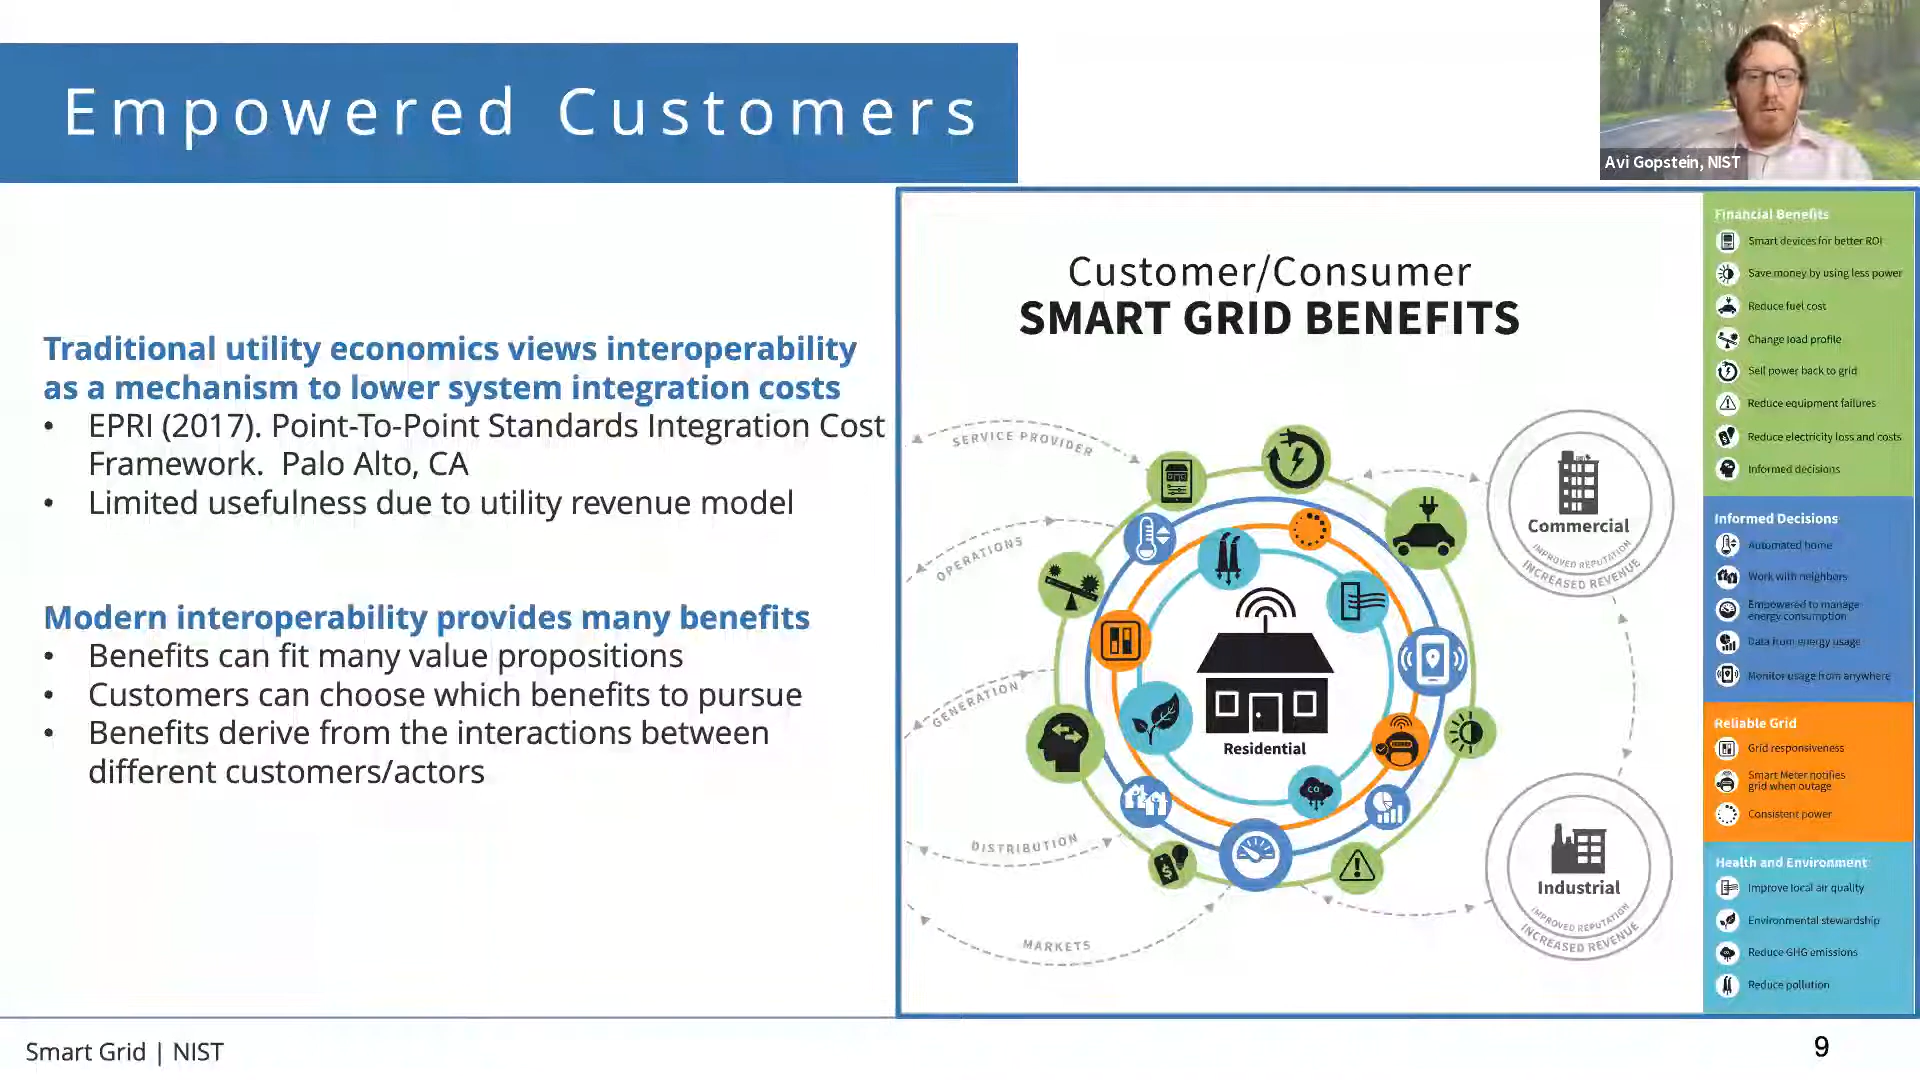 Empowered Customers
Avi Gopstein, NIST
Traditional utility economics views interoperability
as a mechanism to lower system integration costs
• EPRI (2017). Point-To-Point Standards Integration Cost
Framework. Palo Alto, CA
• Limited usefulness due to utility revenue model
Modern interoperability provides many benefits
• Benefits can fit many value propositions
• Customers can choose which benefits to pursue
• Benefits derive from the interactions between
different customers/actors
Customer/Consumer
SMART GRID BENEFITS
SERVICE PROVIDER
OPERATIONS
GENERATION
DISTRIBUTION
MARKETS
Residential
CO
Commercial
IMPROVED REPUTATION
INCREASED REVENUE
Industrial
IMPROVED REPUTATION
INCREASED REVENUE
Financial Benefits
Smart devices for better ROI
Save money by using less power
Reduce fuel cost
Change load profile
Sell power back to grid
Reduce equipment failures
Reduce electricity loss and costs
Informed decisions
Informed Decisions
Automated home
Work with neighbors
Empowered to manage
energy consumption
Data from energy usage
Monitor usage from anywhere
Reliable Grid
Grid responsiveness
Smart Meter notifies
grid when outage
Consistent power
Health and Environment
Improve local air quality
Environmental stewardship
Reduce GHG emissions
Reduce pollution
Smart Grid | NIST
9